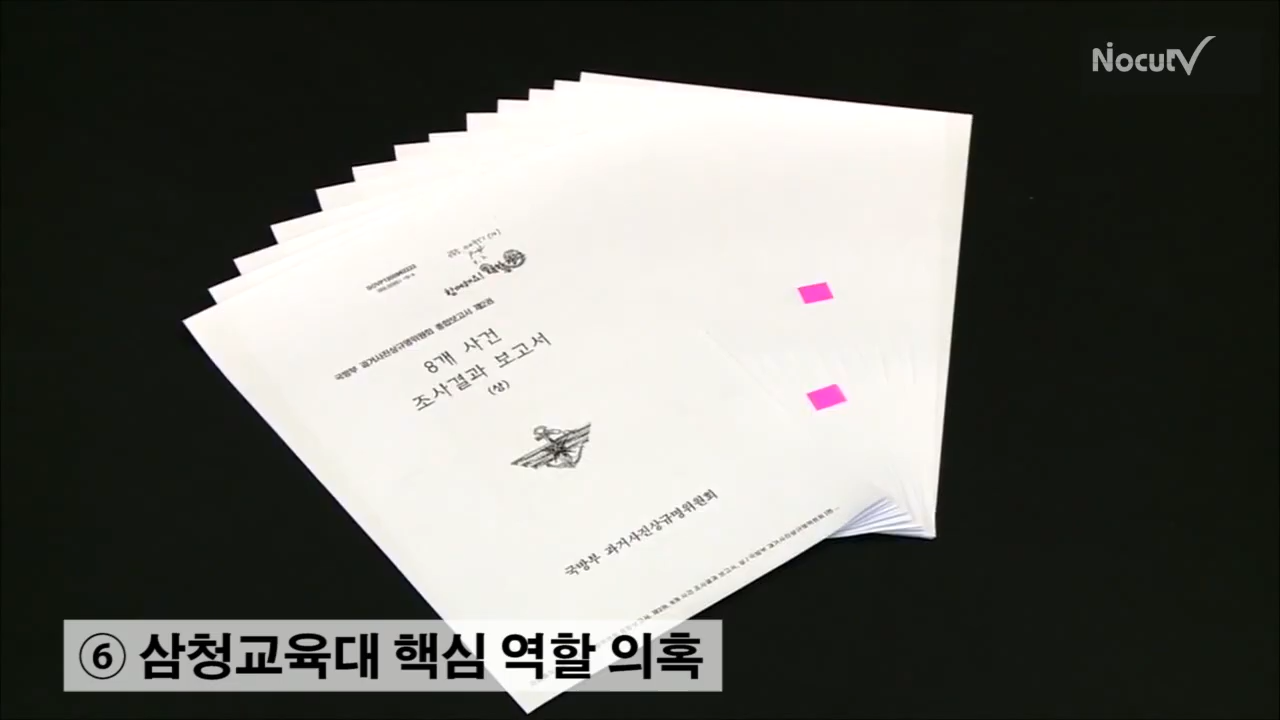 NocutV
국방부 과거사진상규명위원회 종합보고서 제2권
8개 사건
조사결과 보고서
(상)
국방부 과거사진상규명위원회
⑥ 삼청교육대 핵심 역할 의혹